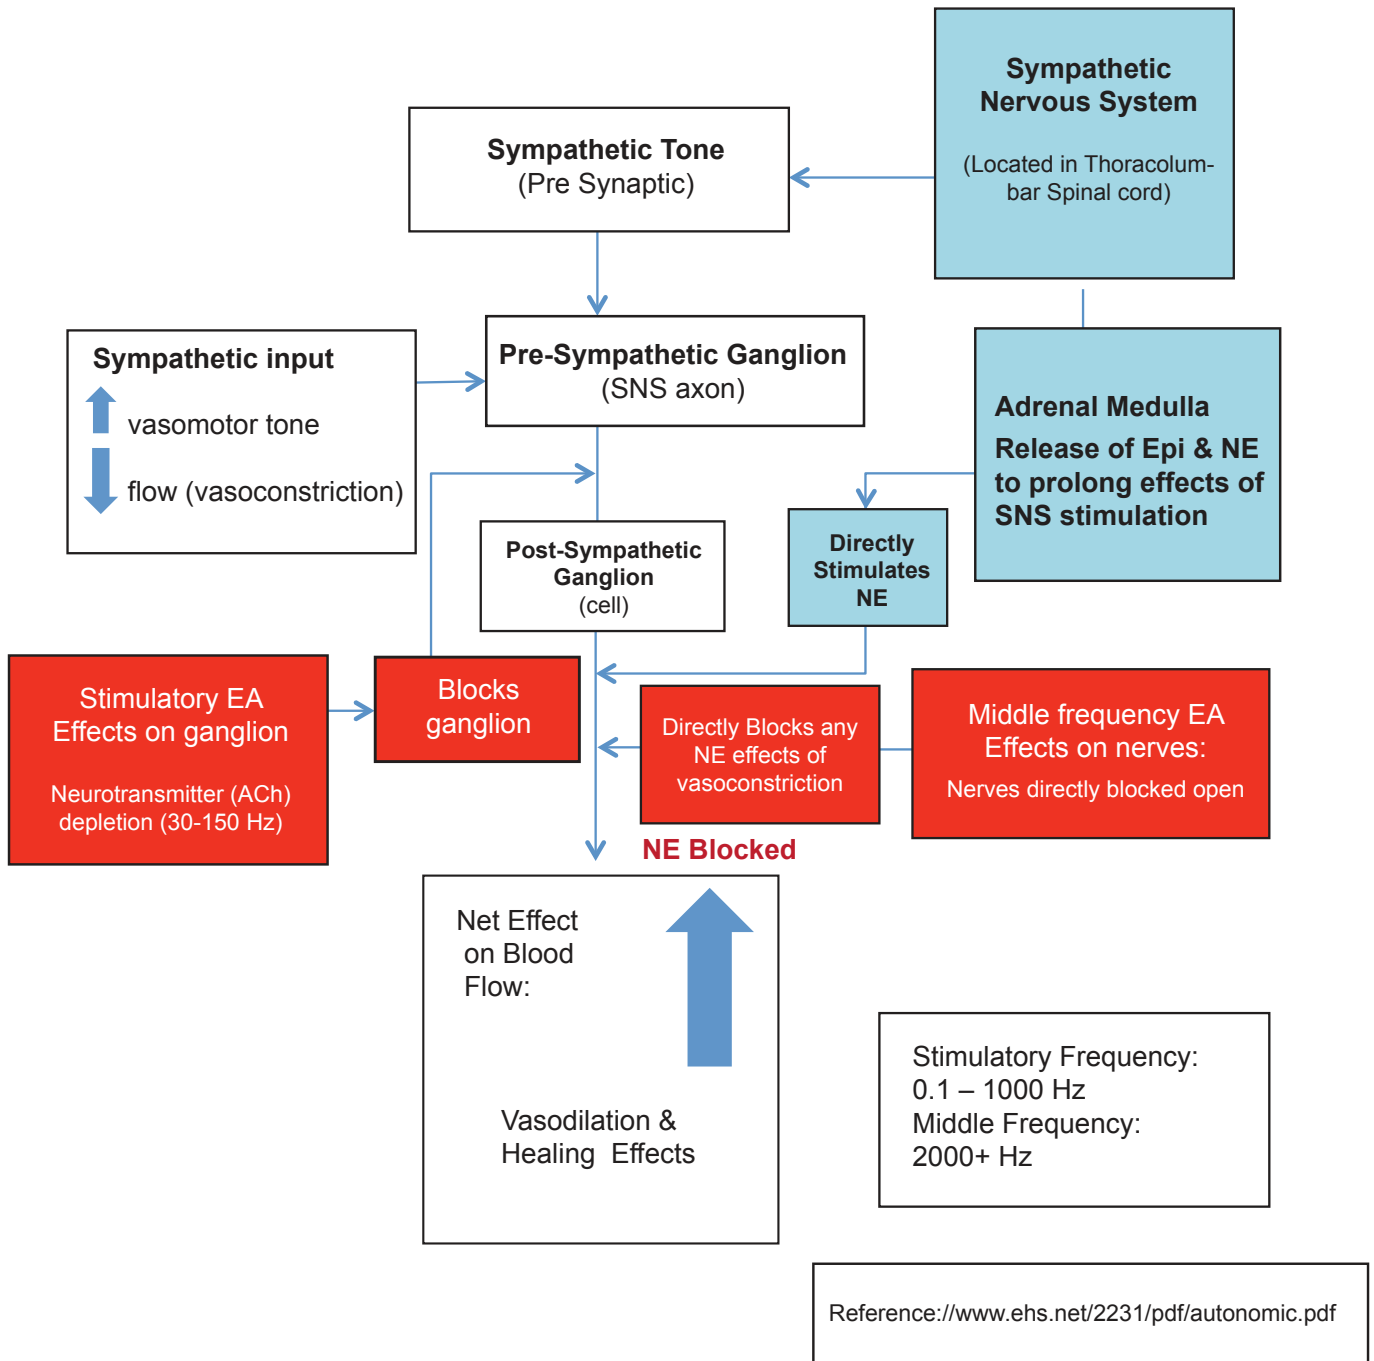 Sympathetic
Nervous System
(Located in Thoracolum-
bar Spinal cord)
Sympathetic Tone
(Pre Synaptic)
Sympathetic input
vasomotor tone
flow (vasoconstriction)
Pre-Sympathetic Ganglion
(SNS axon)
Adrenal Medulla
Release of Epi & NE
to prolong effects of
SNS stimulation
Post-Sympathetic
Ganglion
(cell)
Directly
Stimulates
NE
Stimulatory EA
Effects on ganglion
Neurotransmitter (ACh)
depletion (30-150 Hz)
Blocks
ganglion
Directly Blocks any
NE effects of
vasoconstriction
Middle frequency EA
Effects on nerves:
Nerves directly blocked open
NE Blocked
Net Effect
on Blood
Flow:
Vasodilation &
Healing Effects
Stimulatory Frequency:
0.1 – 1000 Hz
Middle Frequency:
2000+ Hz
Reference://www.ehs.net/2231/pdf/autonomic.pdf